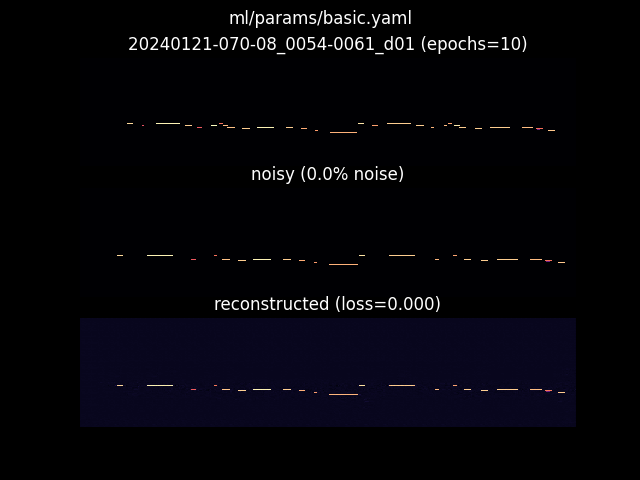 ml/params/basic.yaml
20240121-070-08_0054-0061_d01 (epochs=10)
noisy (0.0% noise)
reconstructed (loss=0.000)